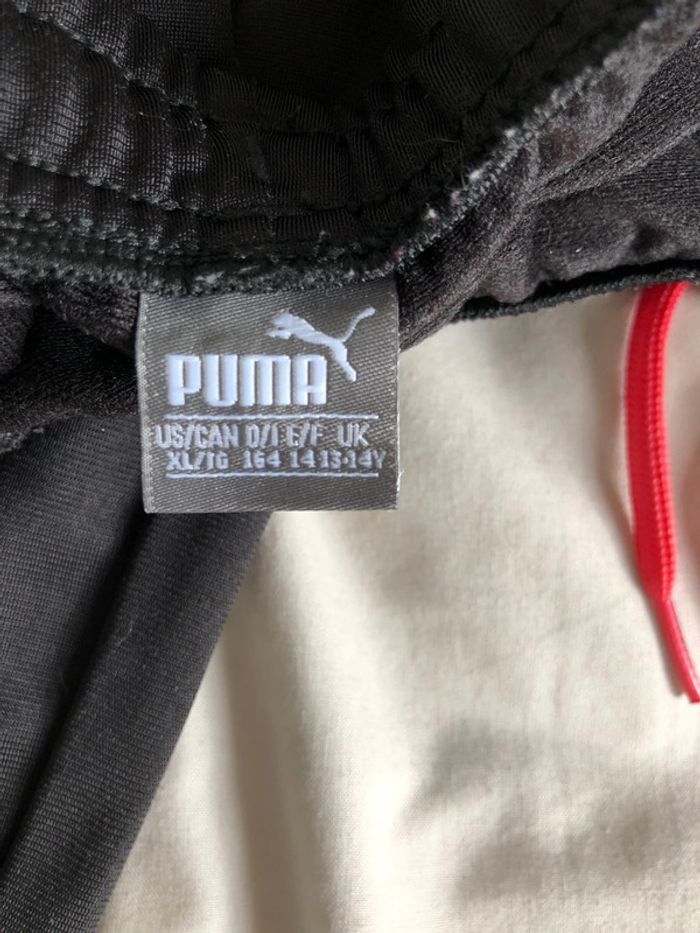 PUMA
US/CAN D/I E/F UK
XL/TG 164 14 13-14Y